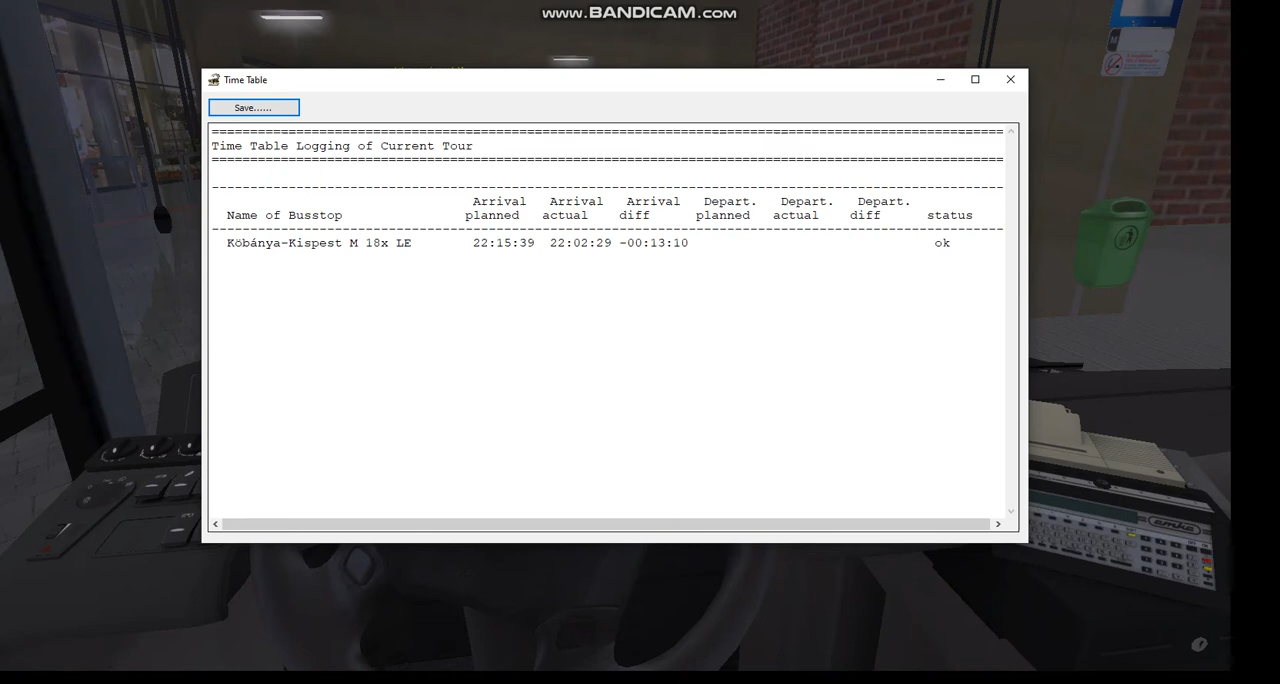 www.BANDICAM.com
Time Table
Save......
Time Table Logging of Current Tour
Arrival Arrival Arrival Depart. Depart. Depart.
Name of Busstop planned actual diff planned actual diff status
Köbánya-Kispest M 18x LE 22:15:39 22:02:29 -00:13:10 ok
M